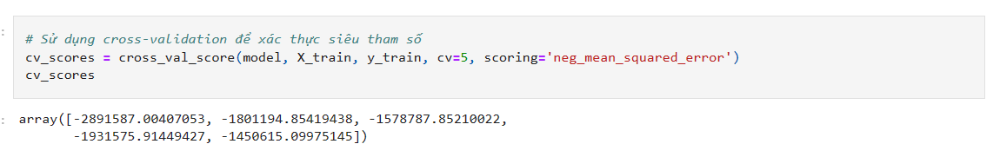 :
# Sử dụng cross-validation để xác thực siêu tham số
cv_scores = cross_val_score(model, X_train, y_train, cv=5, scoring='neg_mean_squared_error')
cv_scores
: array([-2891587.00407053, -1801194.85419438, -1578787.85210022,
-1931575.91449427, -1450615.09975145])